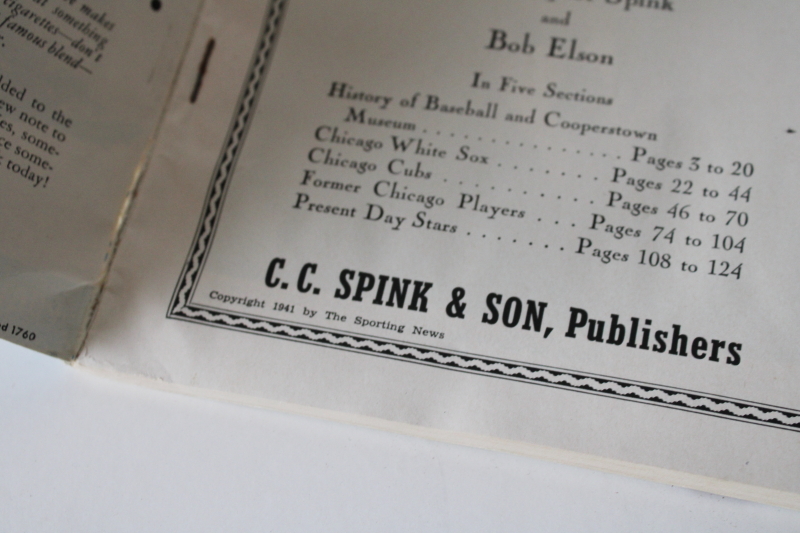 makes
something
cigarettes—don't
famous blend—
added to the
new note to
some-
some-
today!
1760
Spink
and
Bob Elson
In Five Sections
History of Baseball and Cooperstown
Museum . . . . . . . . . . . . . . . . Pages 3 to 20
Chicago White Sox . . . . . . . . Pages 22 to 44
Chicago Cubs . . . . . . . . . . . Pages 46 to 70
Former Chicago Players . . . . Pages 74 to 104
Present Day Stars . . . . . . . Pages 108 to 124
C. C. SPINK & SON, Publishers
Copyright 1941 by The Sporting News